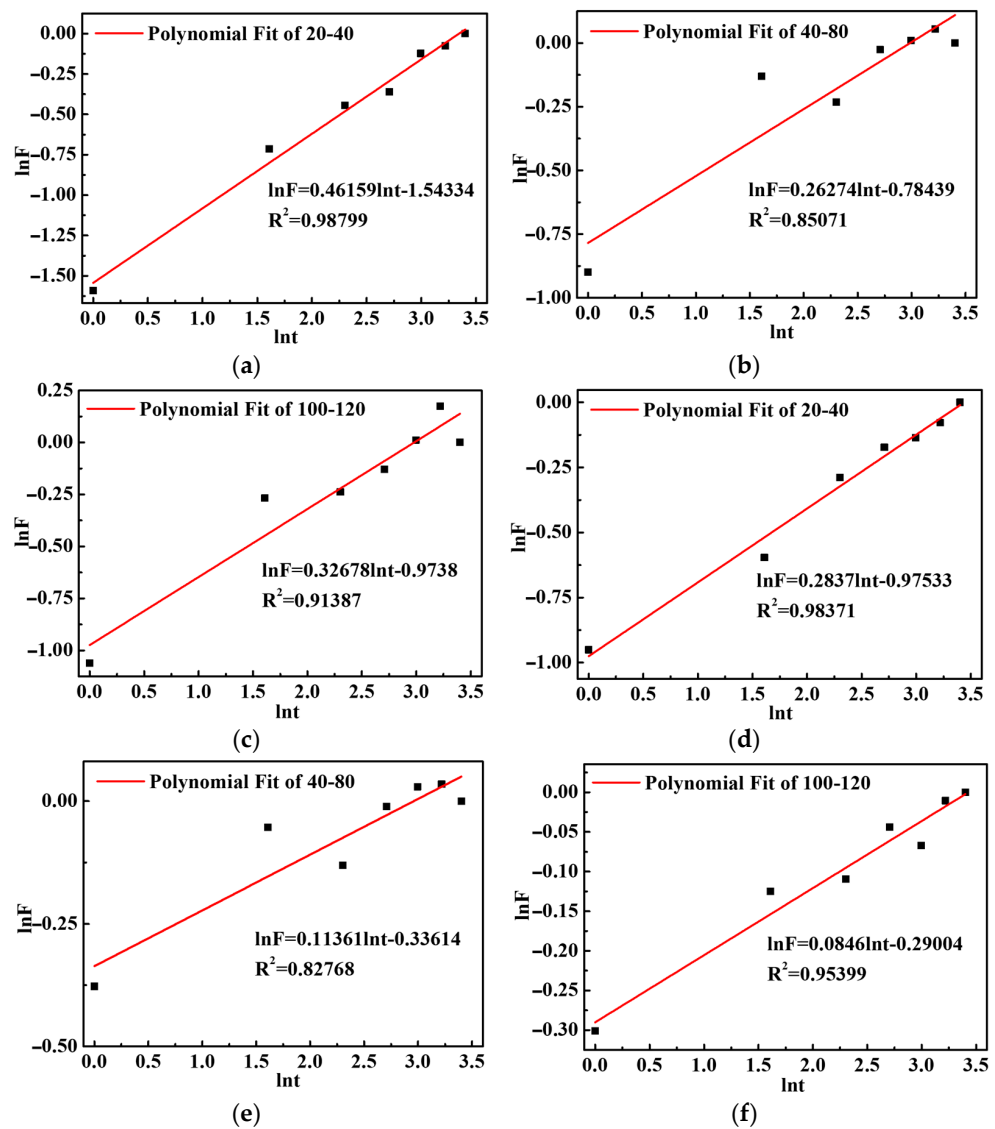 Polynomial Fit of 20-40
lnF=0.46159lnt-1.54334
R²=0.98799
0.00
−0.25
−0.50
−0.75
−1.00
−1.25
−1.50
lnF
0.0 0.5 1.0 1.5 2.0 2.5 3.0 3.5
lnt
(a)
Polynomial Fit of 40-80
lnF=0.26274lnt-0.78439
R²=0.85071
0.00
−0.25
−0.50
−0.75
−1.00
lnF
0.0 0.5 1.0 1.5 2.0 2.5 3.0 3.5
lnt
(b)
Polynomial Fit of 100-120
lnF=0.32678lnt-0.9738
R²=0.91387
0.25
0.00
−0.25
−0.50
−0.75
−1.00
lnF
0.0 0.5 1.0 1.5 2.0 2.5 3.0 3.5
lnt
(c)
Polynomial Fit of 20-40
lnF=0.2837lnt-0.97533
R²=0.98371
0.00
−0.25
−0.50
−0.75
−1.00
lnF
0.0 0.5 1.0 1.5 2.0 2.5 3.0 3.5
lnt
(d)
Polynomial Fit of 40-80
lnF=0.11361lnt-0.33614
R²=0.82768
0.00
−0.25
−0.50
lnF
0.0 0.5 1.0 1.5 2.0 2.5 3.0 3.5
lnt
(e)
Polynomial Fit of 100-120
lnF=0.0846lnt-0.29004
R²=0.95399
0.00
−0.05
−0.10
−0.15
−0.20
−0.25
−0.30
lnF
0.0 0.5 1.0 1.5 2.0 2.5 3.0 3.5
lnt
(f)